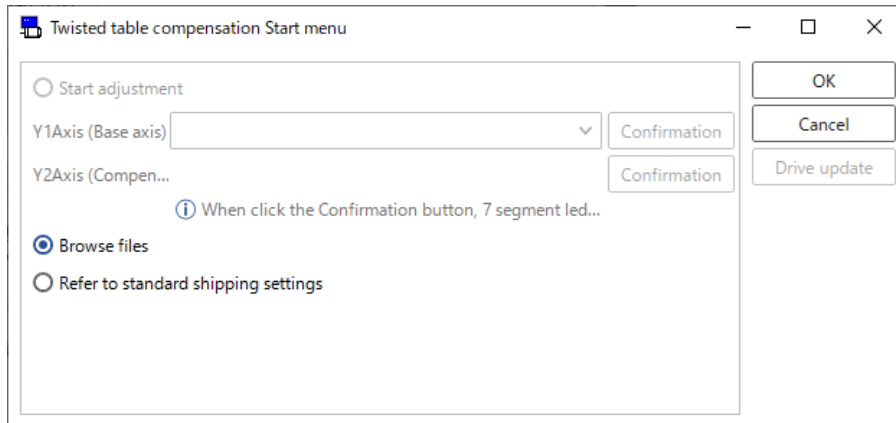 Twisted table compensation Start menu
Start adjustment
OK
Y1Axis (Base axis)
Confirmation
Cancel
Y2Axis (Compen...
Confirmation
Drive update
When click the Confirmation button, 7 segment led...
Browse files
Refer to standard shipping settings